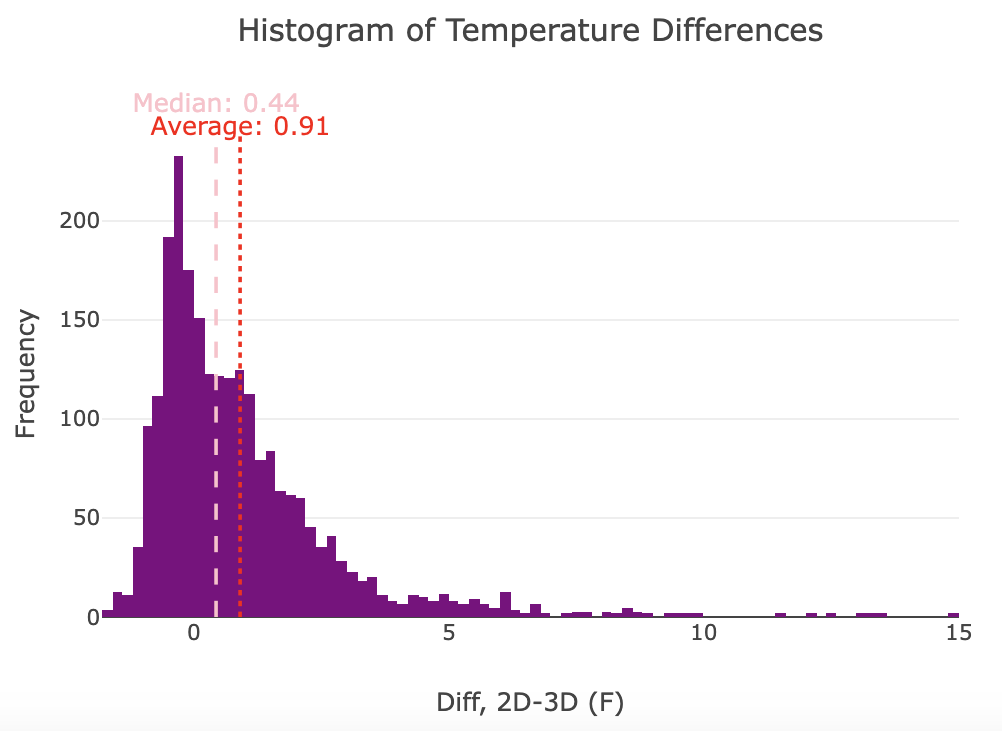 Histogram of Temperature Differences
Median: 0.44
Average: 0.91
Frequency
200
150
100
50
0
0
5
10
15
Diff, 2D-3D (F)